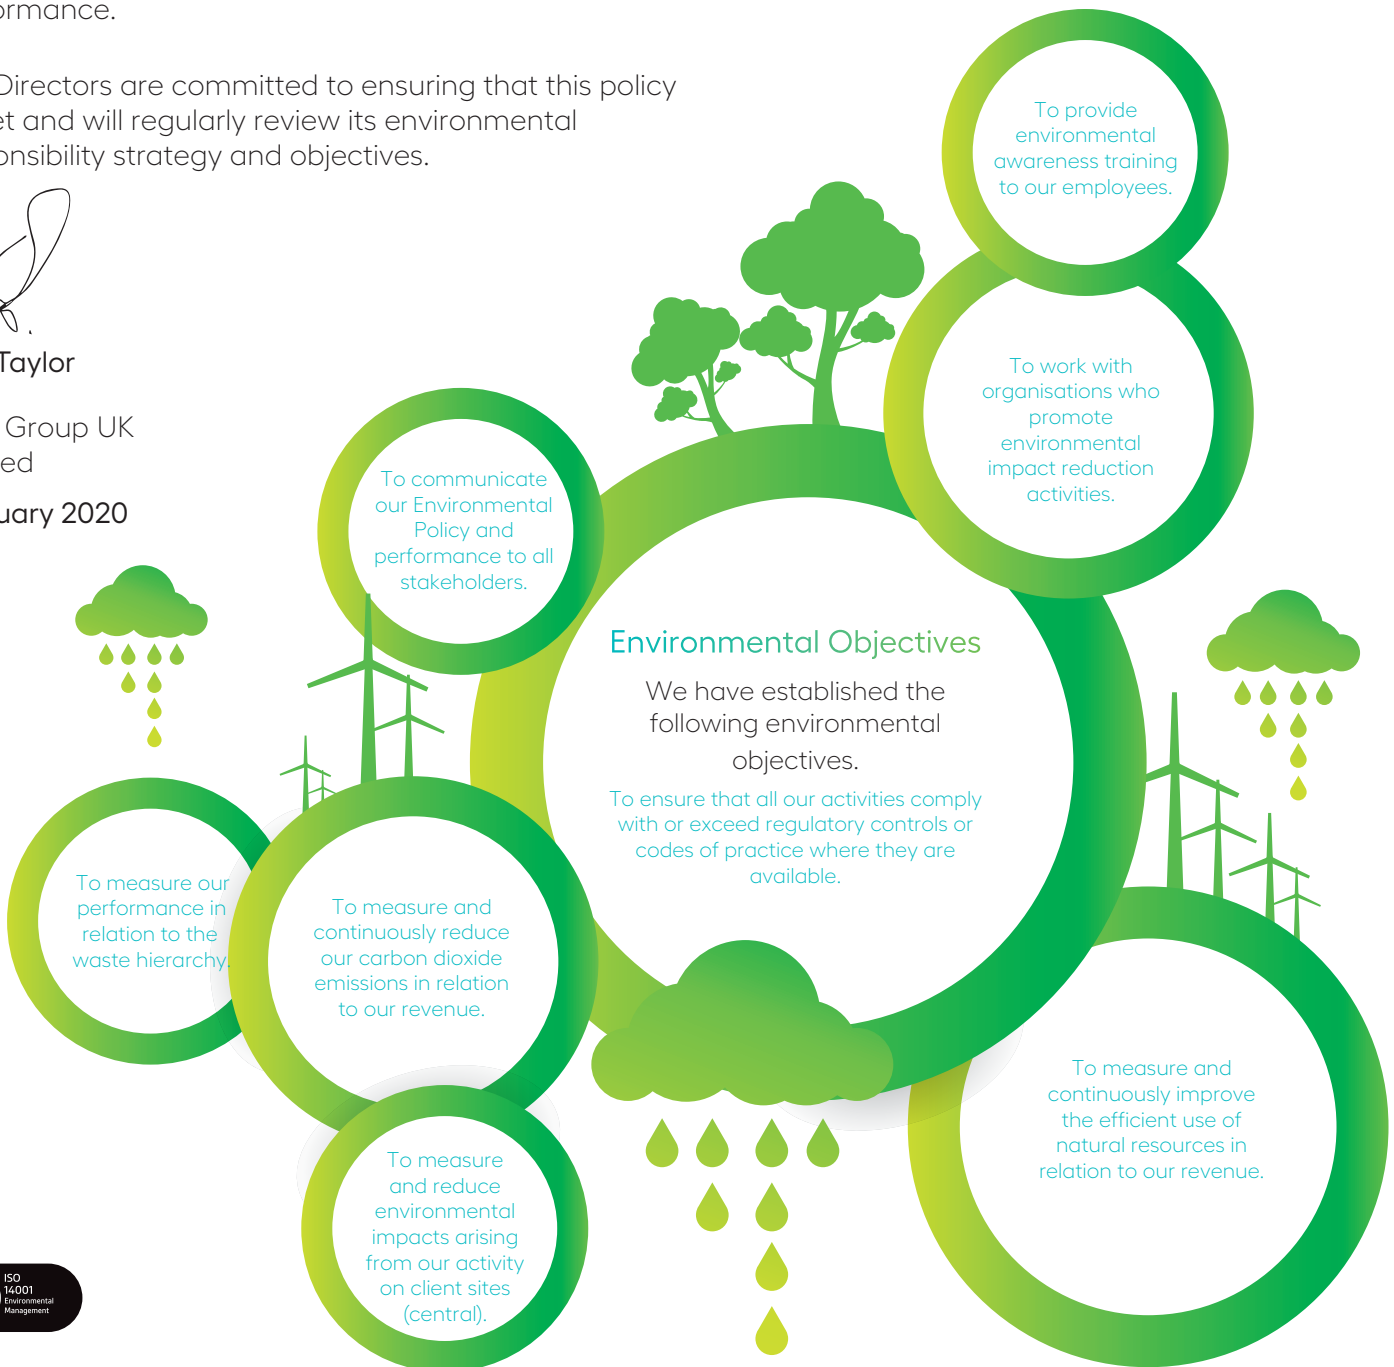 ormance.
Directors are committed to ensuring that this policy
et and will regularly review its environmental
onsibility strategy and objectives.
Taylor
Group UK
ed
uary 2020
To provide
environmental
awareness training
to our employees.
To work with
organisations who
promote
environmental
impact reduction
activities.
To communicate
our Environmental
Policy and
performance to all
stakeholders.
Environmental Objectives
We have established the
following environmental
objectives.
To ensure that all our activities comply
with or exceed regulatory controls or
codes of practice where they are
available.
To measure our
performance in
relation to the
waste hierarchy.
To measure and
continuously reduce
our carbon dioxide
emissions in relation
to our revenue.
To measure and
continuously improve
the efficient use of
natural resources in
relation to our revenue.
To measure
and reduce
environmental
impacts arising
from our activity
on client sites
(central).
ISO
14001
Environmental
Management